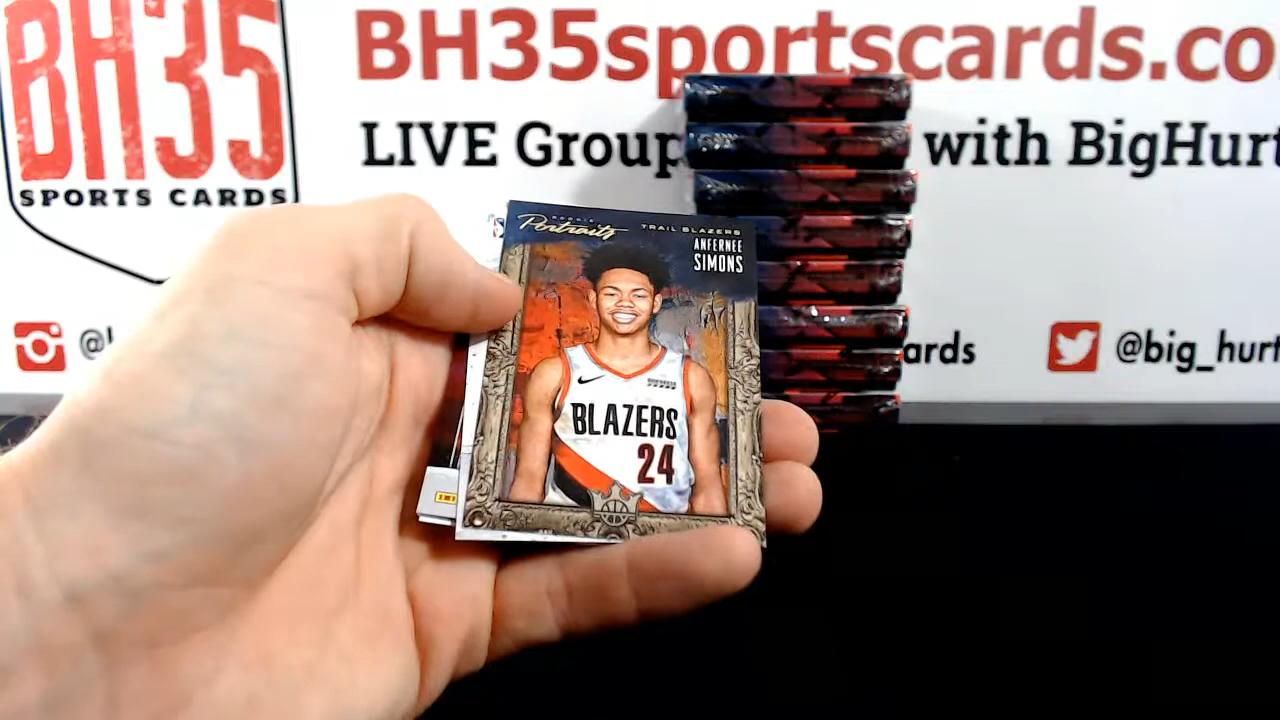 BH35
SPORTS CARDS
BH35sportscards.co
LIVE Group with BigHurt
ards
@big_hurt
ROOKIE
Portraits
TRAIL BLAZERS
ANFERNEE
SIMONS
BLAZERS
24